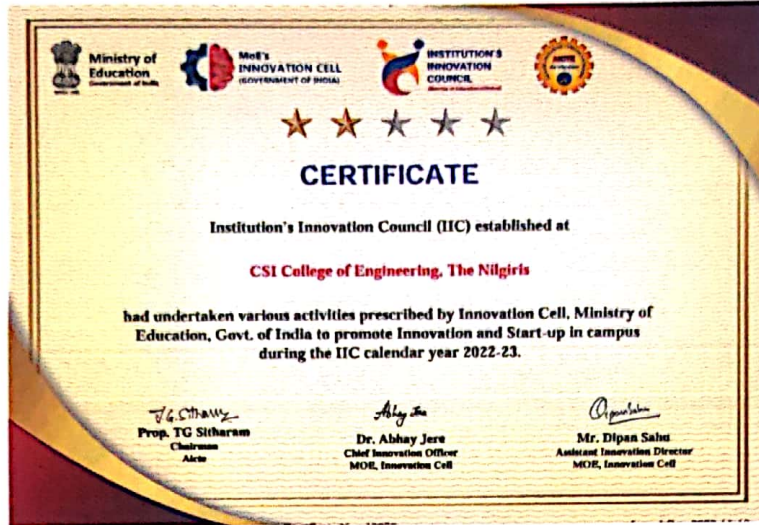 Ministry of
Education
Government of India
MoE's
INNOVATION CELL
(GOVERNMENT OF INDIA)
INSTITUTION'S
INNOVATION
COUNCIL
CERTIFICATE
Institution's Innovation Council (IIC) established at
CSI College of Engineering, The Nilgiris
had undertaken various activities prescribed by Innovation Cell, Ministry of
Education, Govt. of India to promote Innovation and Start-up in campus
during the IIC calendar year 2022-23.
Prop. TG Sitharam
Chairman
Aicte
Dr. Abhay Jere
Chief Innovation Officer
MOE, Innovation Cell
Mr. Dipan Sahu
Assistant Innovation Director
MOE, Innovation Cell